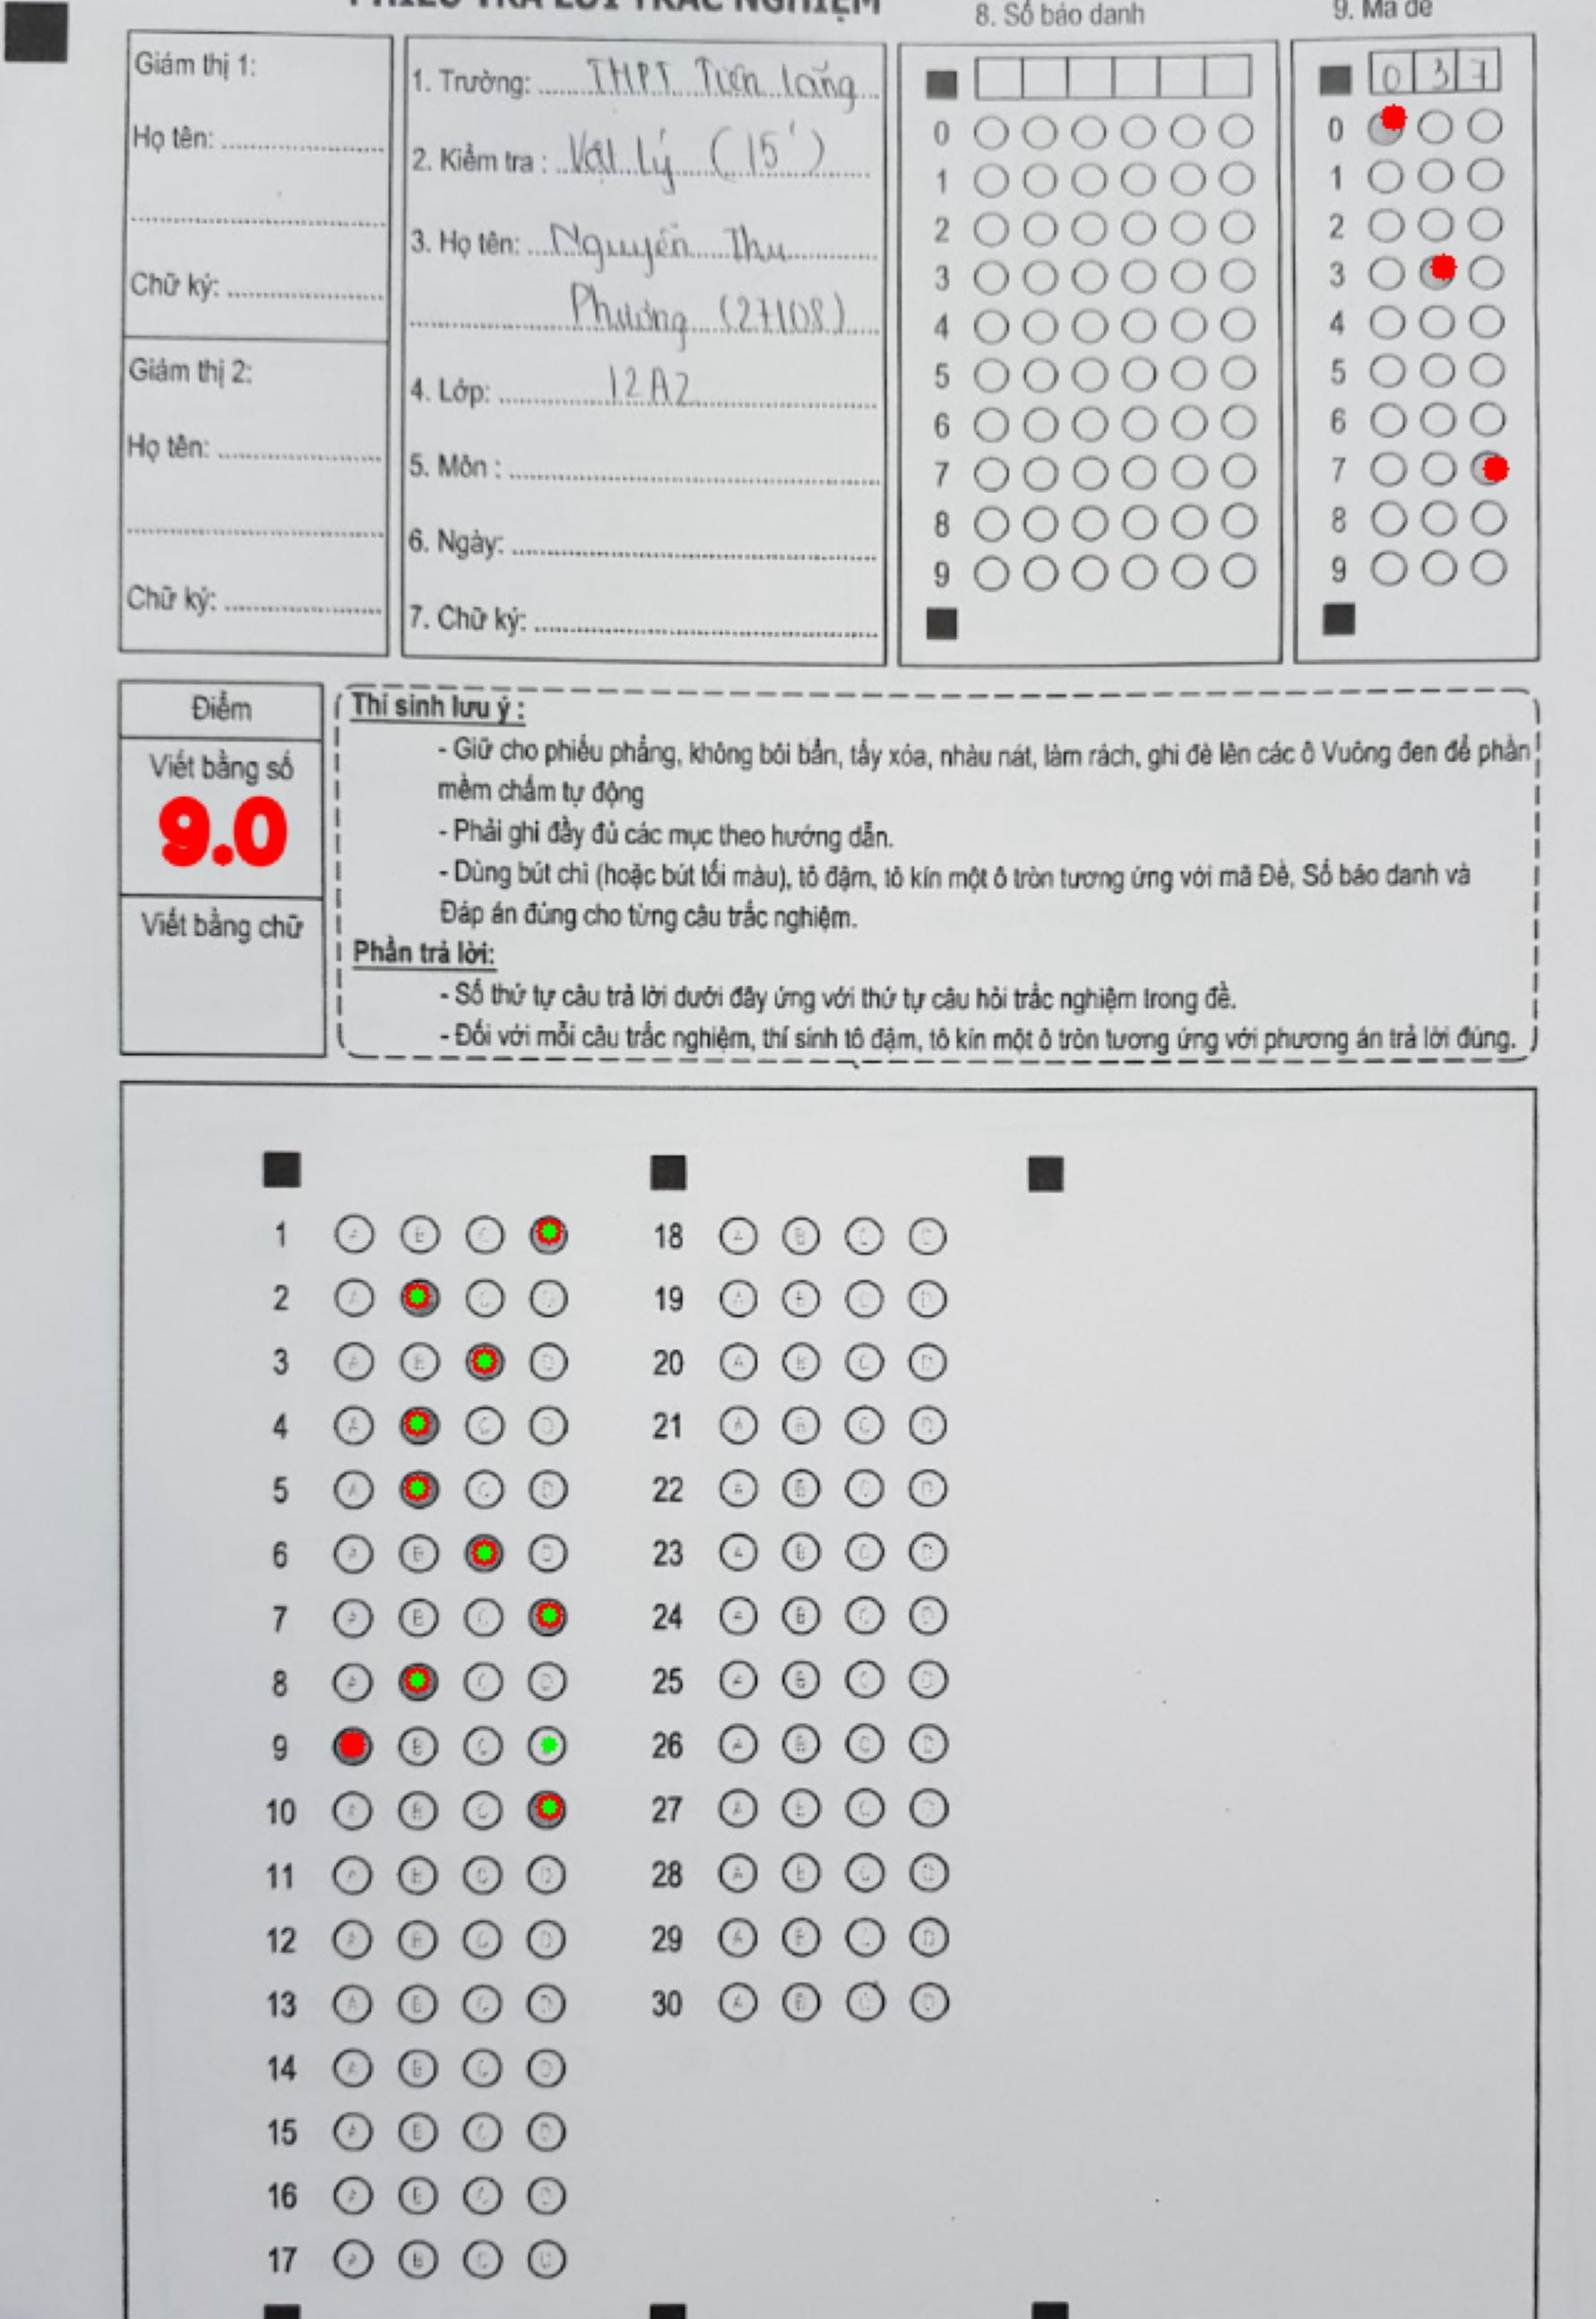 PHIẾU TRẢ LỜI TRẮC NGHIỆM
8. Số báo danh
9. Mã đề
Giám thị 1:
Họ tên:
Chữ ký:
Giám thị 2:
Họ tên:
Chữ ký:
1. Trường: THPT Tiên lãng
2. Kiểm tra : Vật lý (15')
3. Họ tên: Nguyễn Thu
Phương (27108)
4. Lớp: 12A2
5. Môn :
6. Ngày:
7. Chữ ký:
0
1
2
3
4
5
6
7
8
9
0 3 7
0
1
2
3
4
5
6
7
8
9
Điểm
Viết bằng số
9.0
Viết bằng chữ
Thí sinh lưu ý :
- Giữ cho phiếu phẳng, không bôi bẩn, tẩy xóa, nhàu nát, làm rách, ghi đè lên các ô Vuông đen để phần
mềm chấm tự động
- Phải ghi đầy đủ các mục theo hướng dẫn.
- Dùng bút chì (hoặc bút tối màu), tô đậm, tô kín một ô tròn tương ứng với mã Đề, Số báo danh và
Đáp án đúng cho từng câu trắc nghiệm.
Phần trả lời:
- Số thứ tự câu trả lời dưới đây ứng với thứ tự câu hỏi trắc nghiệm trong đề.
- Đối với mỗi câu trắc nghiệm, thí sinh tô đậm, tô kín một ô tròn tương ứng với phương án trả lời đúng.
1
2
3
4
5
6
7
8
9
10
11
12
13
14
15
16
17
18
19
20
21
22
23
24
25
26
27
28
29
30